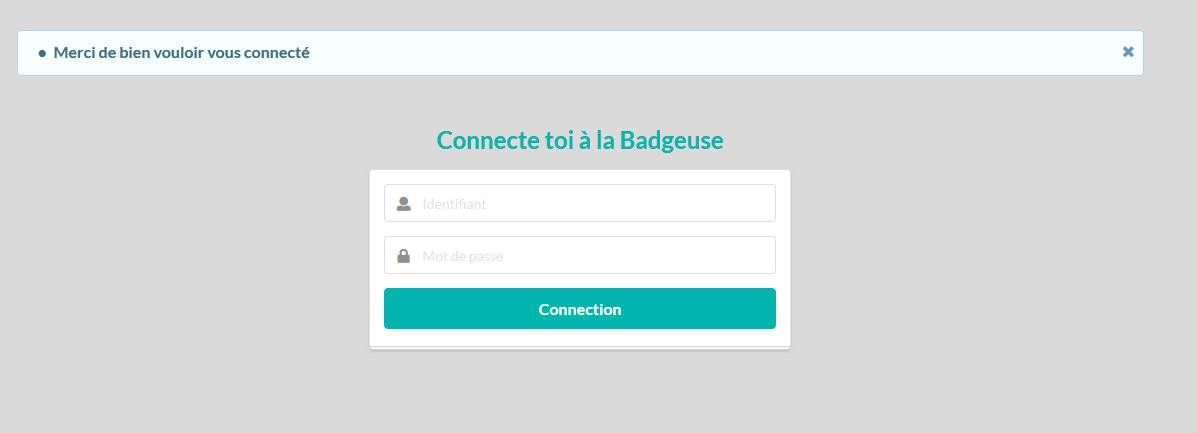 Merci de bien vouloir vous connecté
Connecte toi à la Badgeuse
Identifiant
Mot de passe
Connection